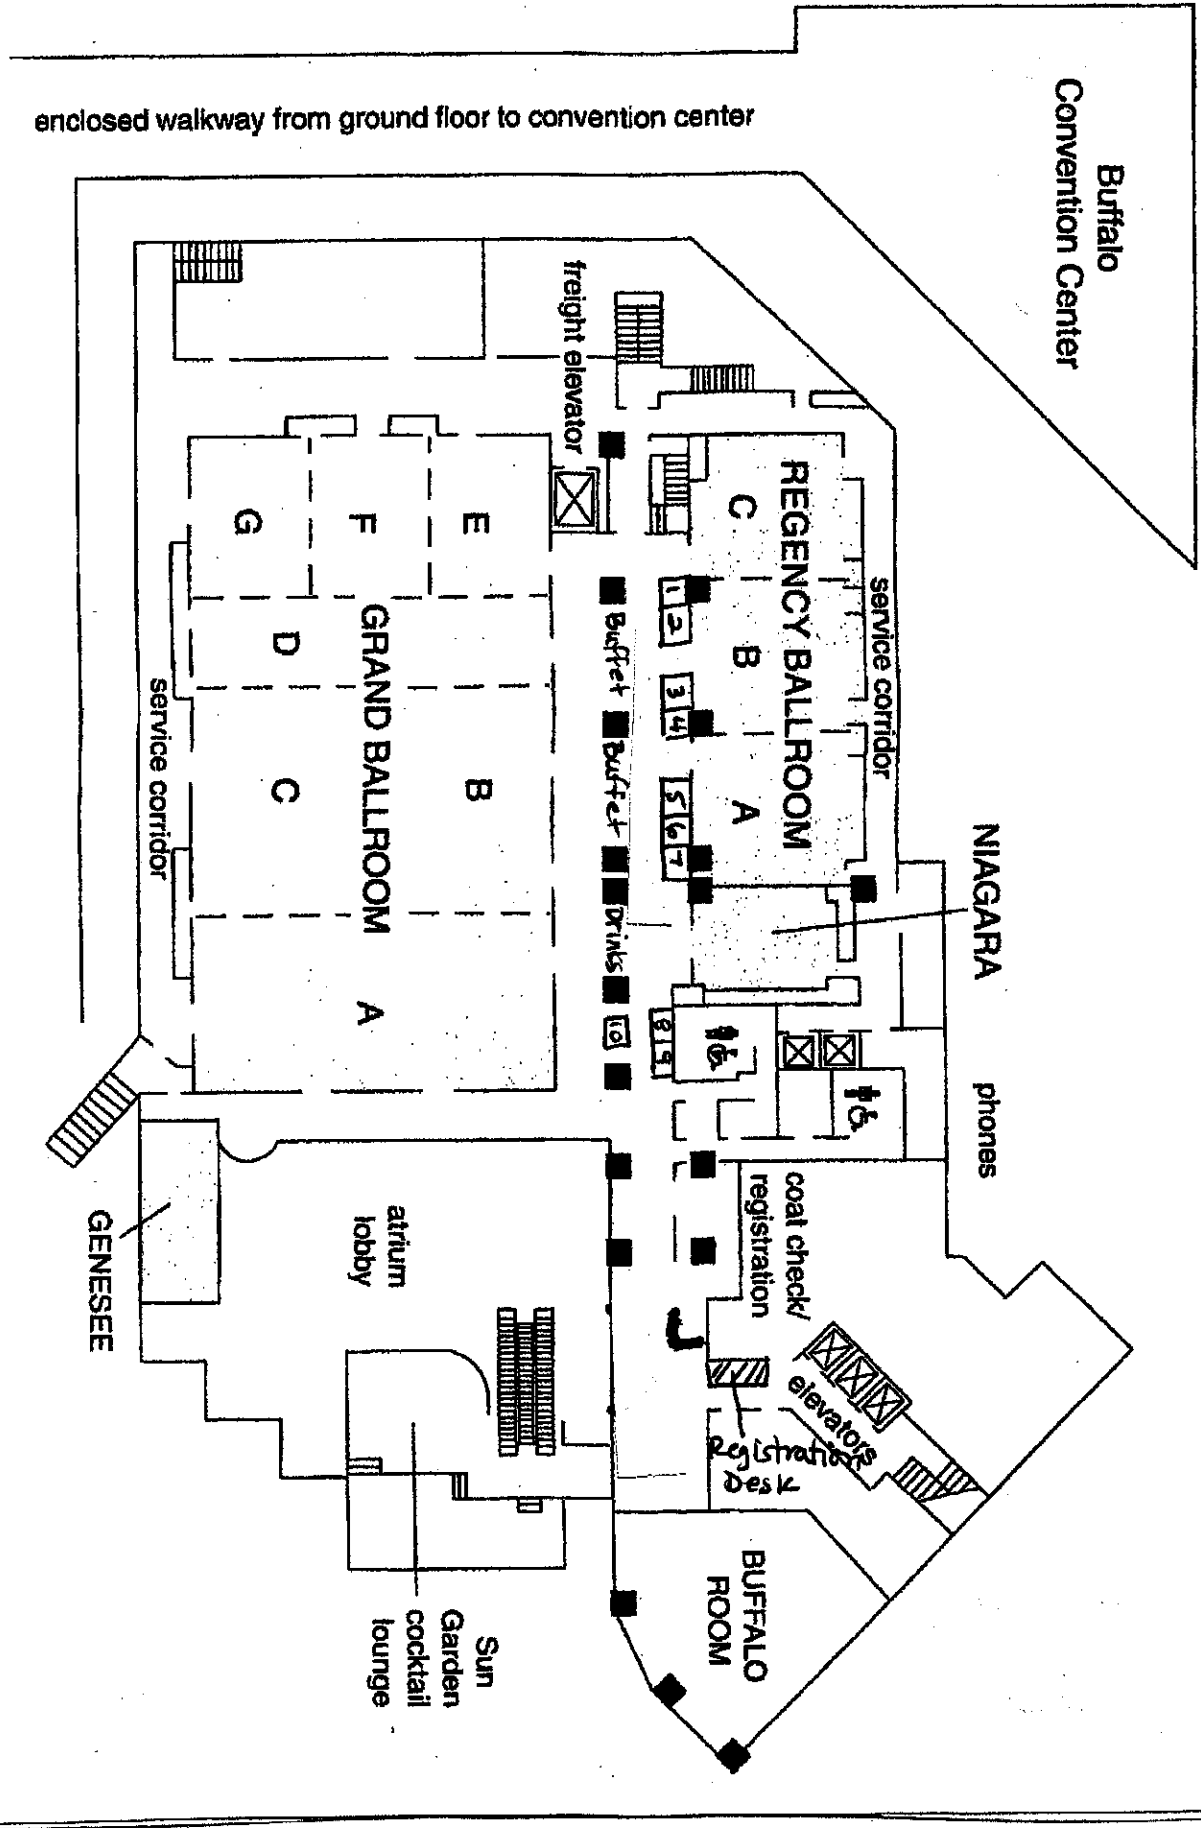 Buffalo
Convention Center
enclosed walkway from ground floor to convention center
freight elevator
REGENCY BALLROOM
C
B
A
service corridor
1
2
3
4
5
6
7
Buffet
Buffet
Drinks
8
9
10
NIAGARA
phones
GRAND BALLROOM
E
F
G
D
B
C
A
service corridor
coat check/
registration
elevators
Registration
Desk
atrium
lobby
GENESEE
BUFFALO
ROOM
Sun
Garden
cocktail
lounge